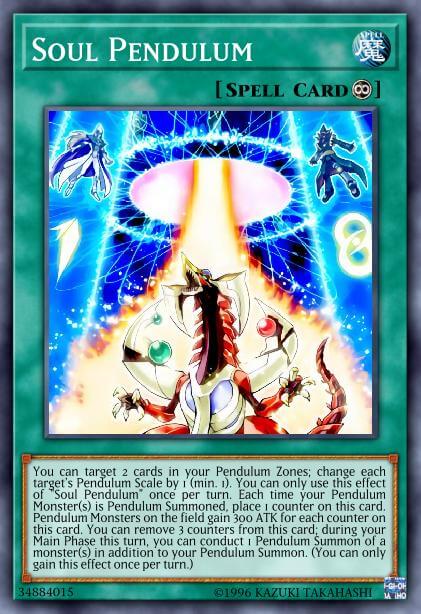 SOUL PENDULUM
SPELL
魔
[SPELL CARD]
You can target 2 cards in your Pendulum Zones; change each
target's Pendulum Scale by 1 (min. 1). You can only use this effect
of "Soul Pendulum" once per turn. Each time your Pendulum
Monster(s) is Pendulum Summoned, place 1 counter on this card.
Pendulum Monsters on the field gain 300 ATK for each counter on
this card. You can remove 3 counters from this card; during your
Main Phase this turn, you can conduct 1 Pendulum Summon of a
monster(s) in addition to your Pendulum Summon. (You can only
gain this effect once per turn.)
34884015
©1996 KAZUKI TAKAHASHI